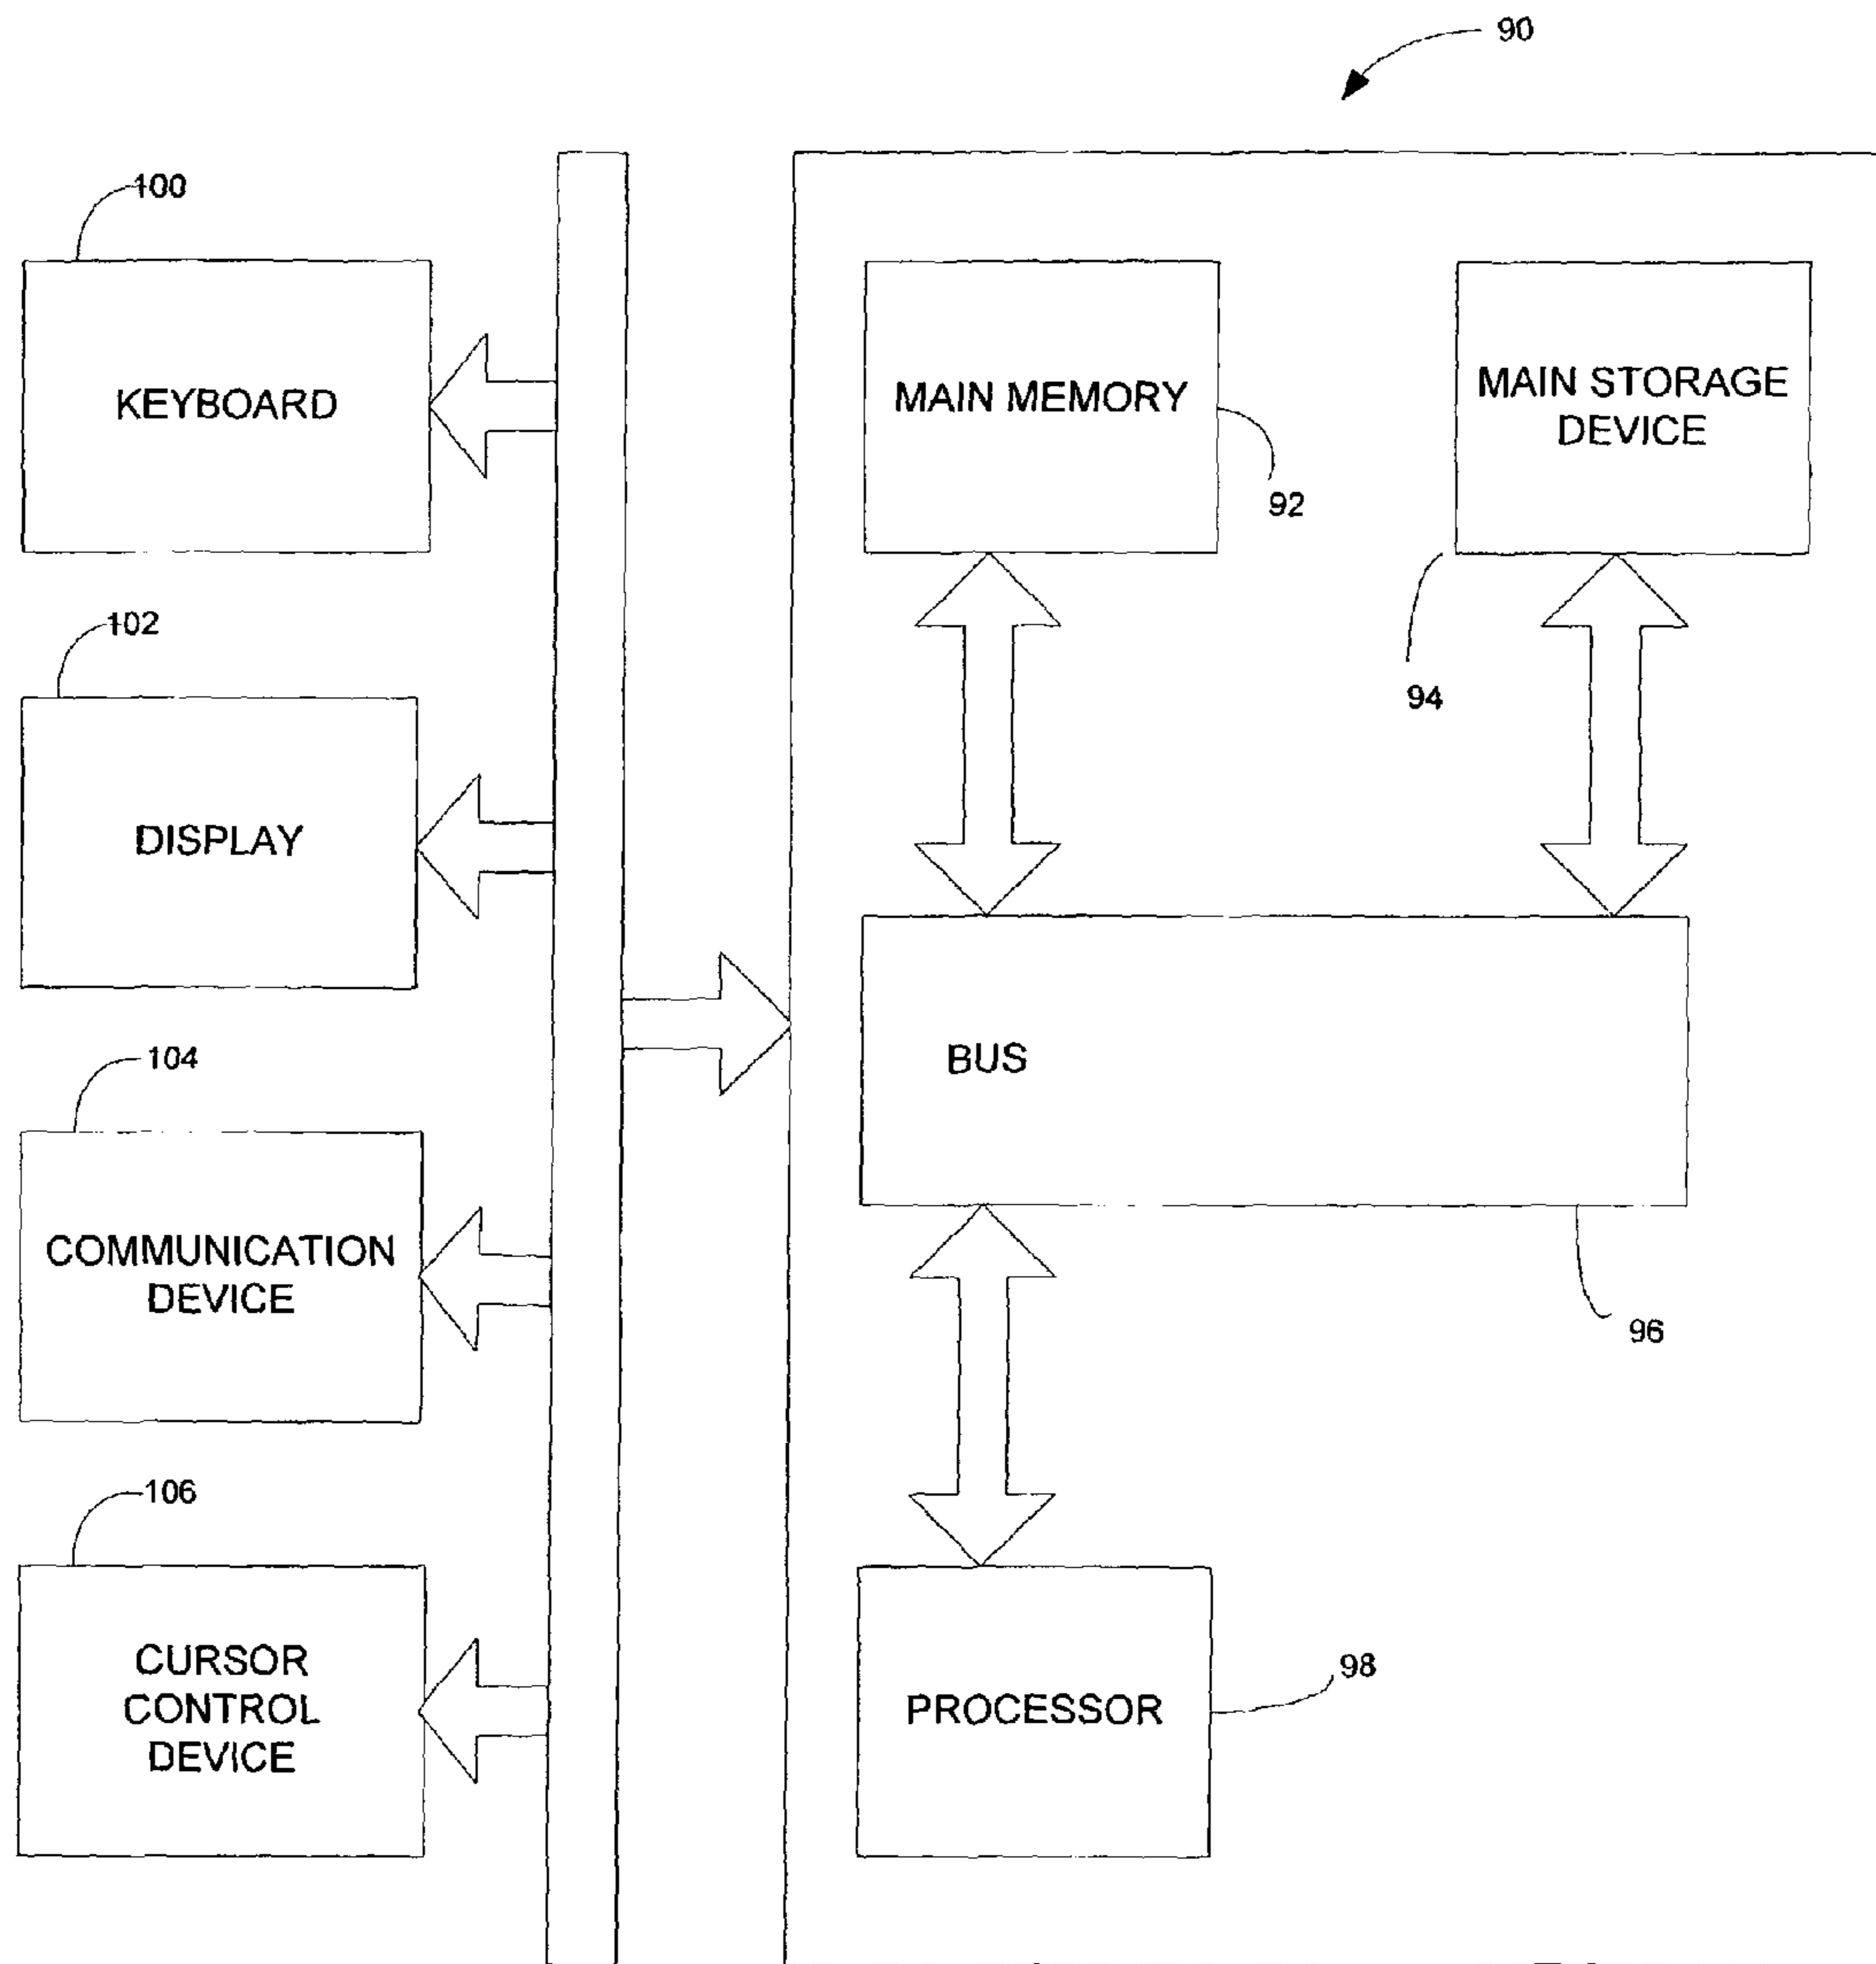 90
100
KEYBOARD
MAIN MEMORY
92
MAIN STORAGE
DEVICE
94
102
DISPLAY
BUS
96
104
COMMUNICATION
DEVICE
106
CURSOR
CONTROL
DEVICE
PROCESSOR
98